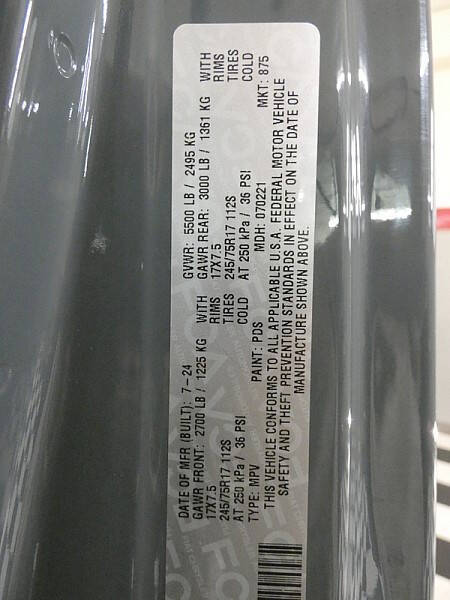 DATE OF MFR (BUILT): 7-24 GVWR: 5500 LB / 2495 KG
GAWR FRONT: 2700 LB / 1225 KG WITH GAWR REAR: 3000 LB / 1361 KG WITH
17X7.5 RIMS 17X7.5 RIMS
245/75R17 112S TIRES 245/75R17 112S TIRES
AT 250 kPa / 36 PSI COLD AT 250 kPa / 36 PSI COLD
TYPE: MPV PAINT: PDS MDH: 070221 MKT: 875
THIS VEHICLE CONFORMS TO ALL APPLICABLE U.S.A. FEDERAL MOTOR VEHICLE
SAFETY AND THEFT PREVENTION STANDARDS IN EFFECT ON THE DATE OF
MANUFACTURE SHOWN ABOVE.